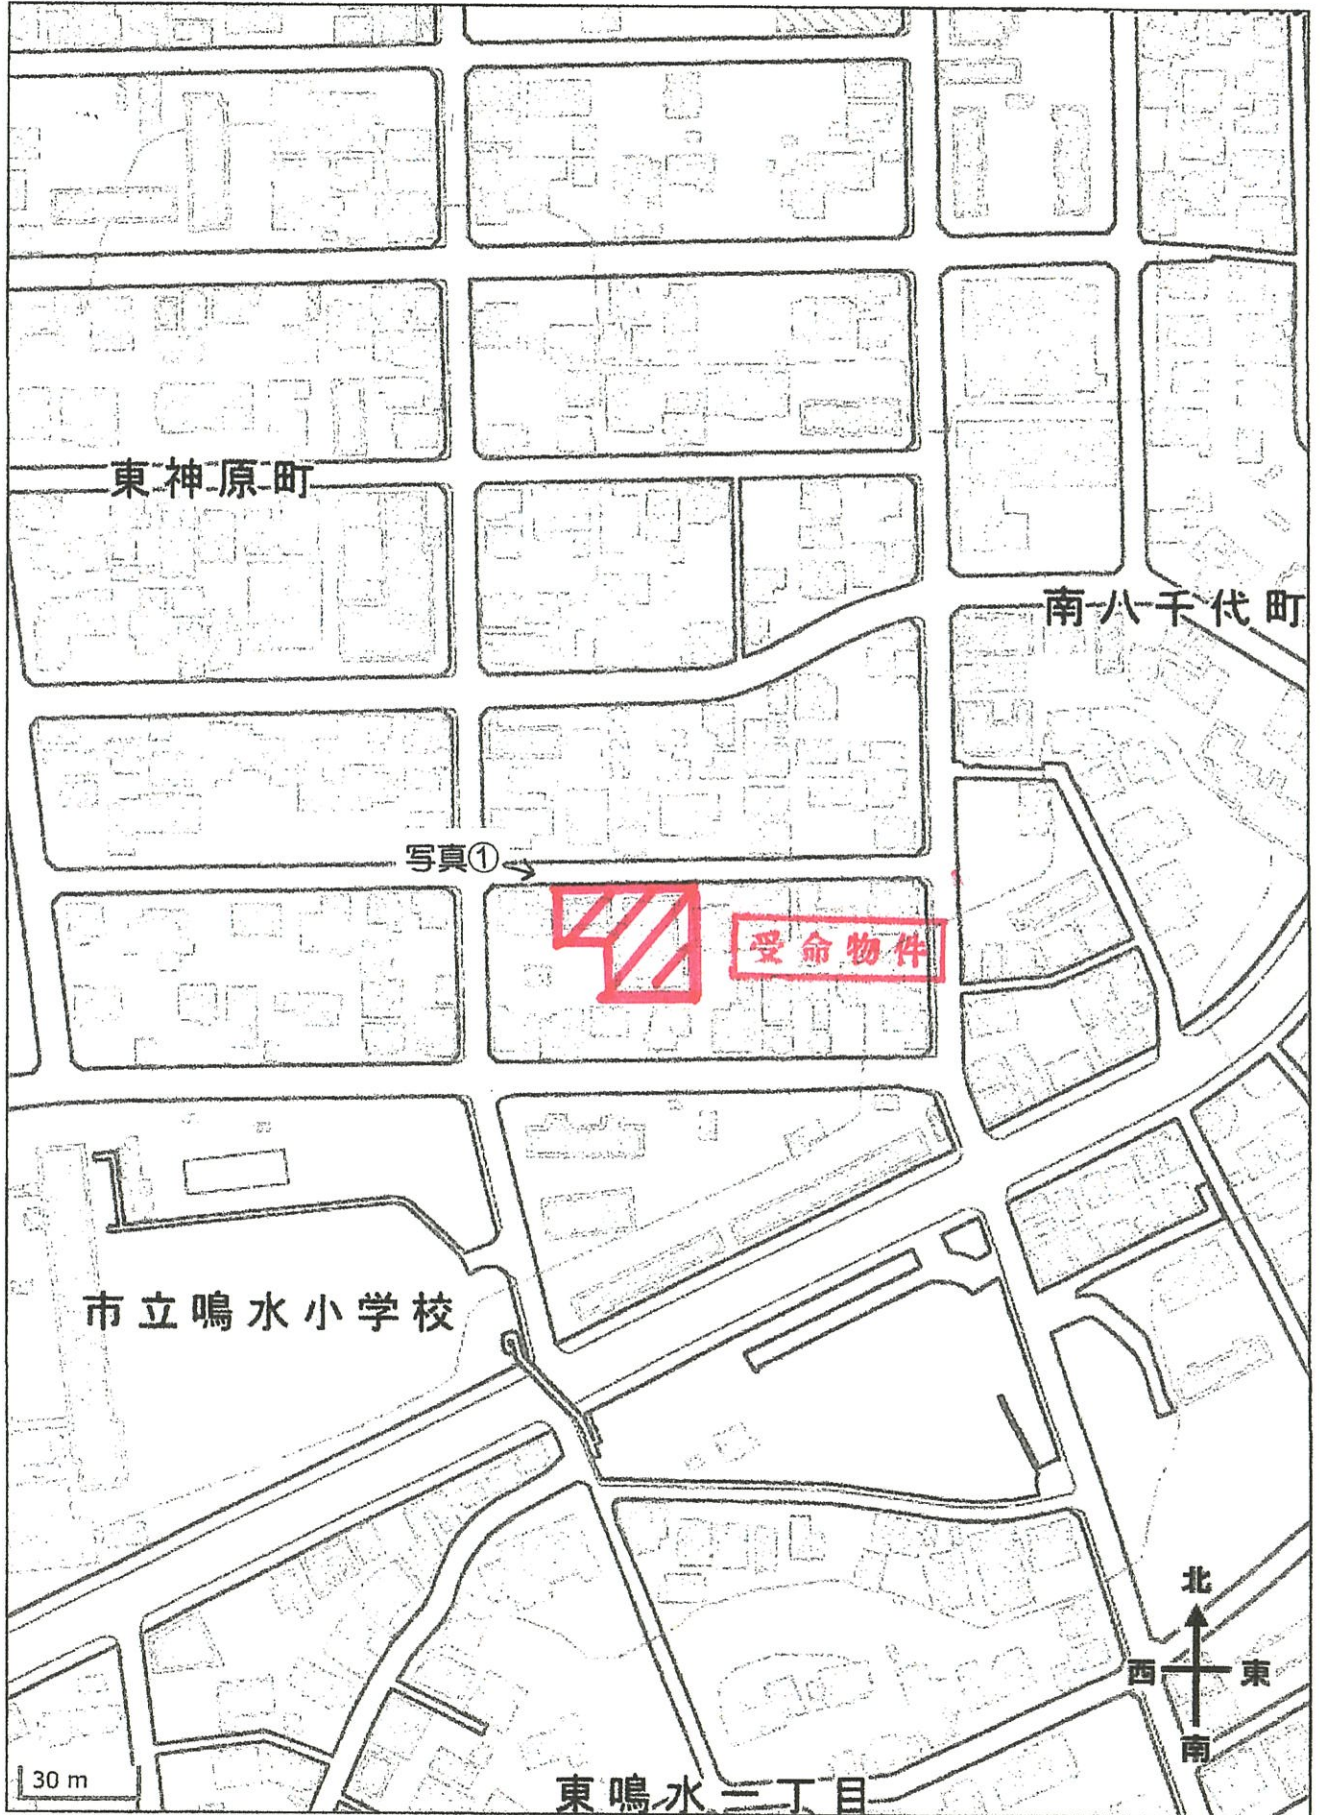 東神原町
南八千代町
写真①
受命物件
市立鳴水小学校
北
西 東
南
30 m
東鳴水一丁目